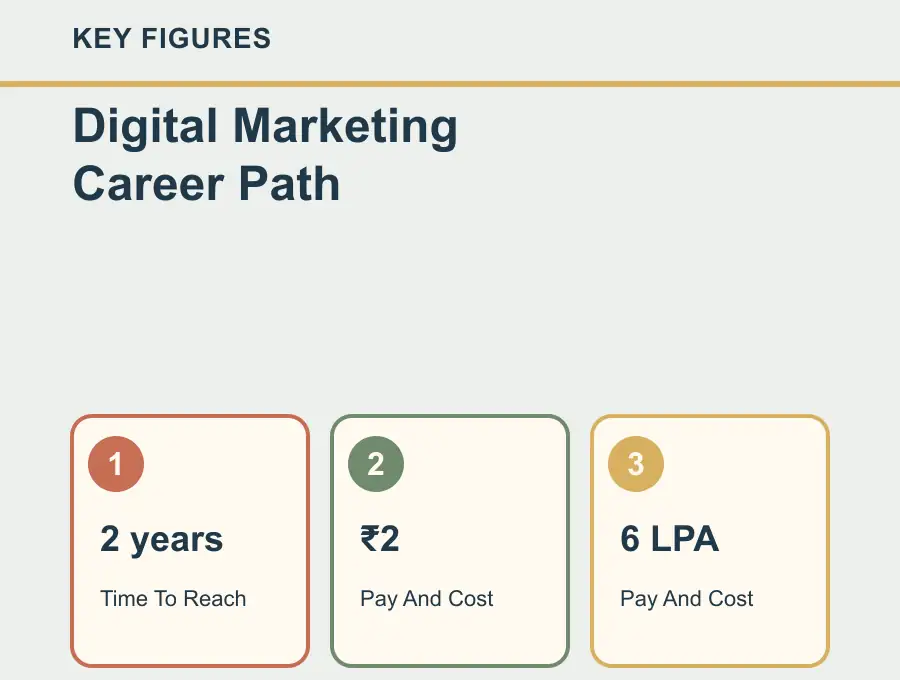 KEY FIGURES
Digital Marketing
Career Path
1
2 years
Time To Reach
2
₹2
Pay And Cost
3
6 LPA
Pay And Cost